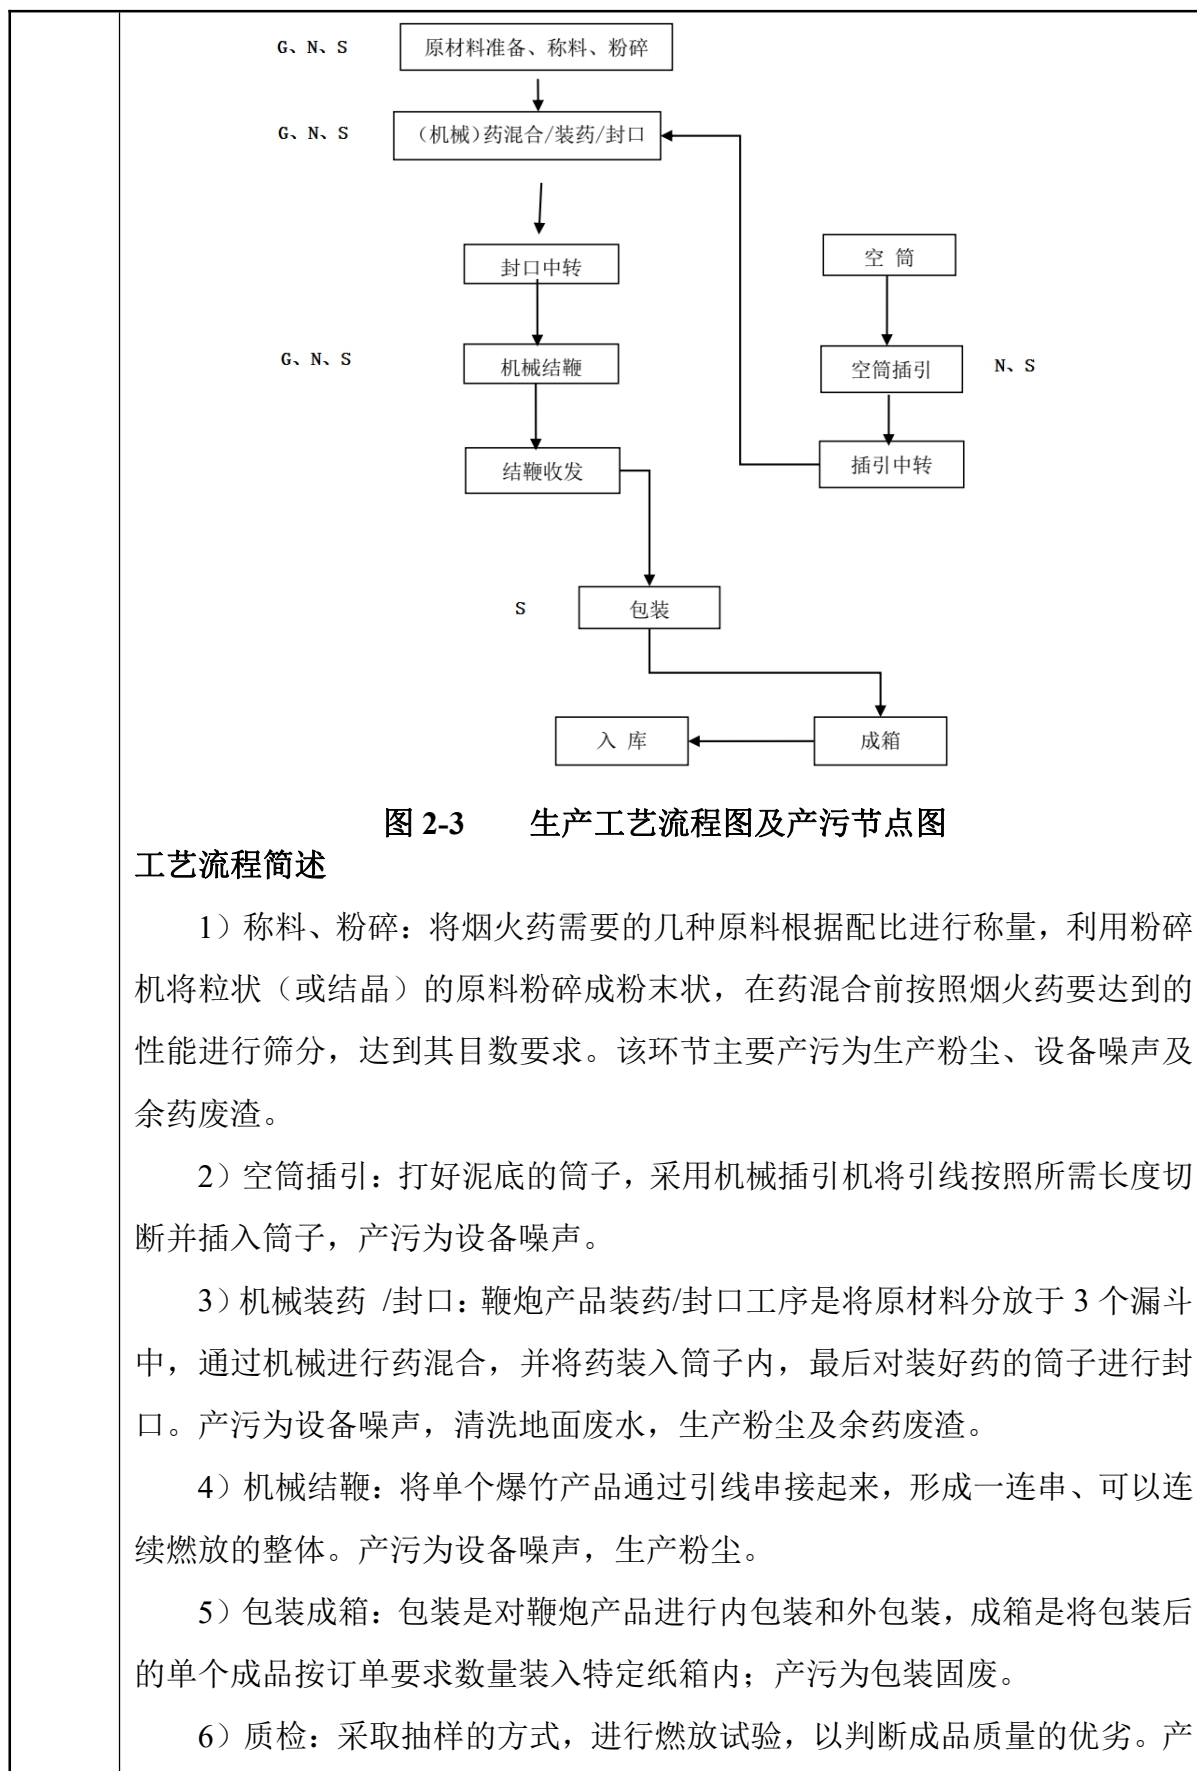 G、N、S
原材料准备、称料、粉碎
G、N、S
（机械）药混合/装药/封口
封口中转
空 筒
G、N、S
机械结鞭
空筒插引
N、S
结鞭收发
插引中转
S
包装
入 库
成箱
图 2-3 生产工艺流程图及产污节点图
工艺流程简述
1）称料、粉碎：将烟火药需要的几种原料根据配比进行称量，利用粉碎
机将粒状（或结晶）的原料粉碎成粉末状，在药混合前按照烟火药要达到的
性能进行筛分，达到其目数要求。该环节主要产污为生产粉尘、设备噪声及
余药废渣。
2）空筒插引：打好泥底的筒子，采用机械插引机将引线按照所需长度切
断并插入筒子，产污为设备噪声。
3）机械装药 /封口：鞭炮产品装药/封口工序是将原材料分放于 3 个漏斗
中，通过机械进行药混合，并将药装入筒子内，最后对装好药的筒子进行封
口。产污为设备噪声，清洗地面废水，生产粉尘及余药废渣。
4）机械结鞭：将单个爆竹产品通过引线串接起来，形成一连串、可以连
续燃放的整体。产污为设备噪声，生产粉尘。
5）包装成箱：包装是对鞭炮产品进行内包装和外包装，成箱是将包装后
的单个成品按订单要求数量装入特定纸箱内；产污为包装固废。
6）质检：采取抽样的方式，进行燃放试验，以判断成品质量的优劣。产